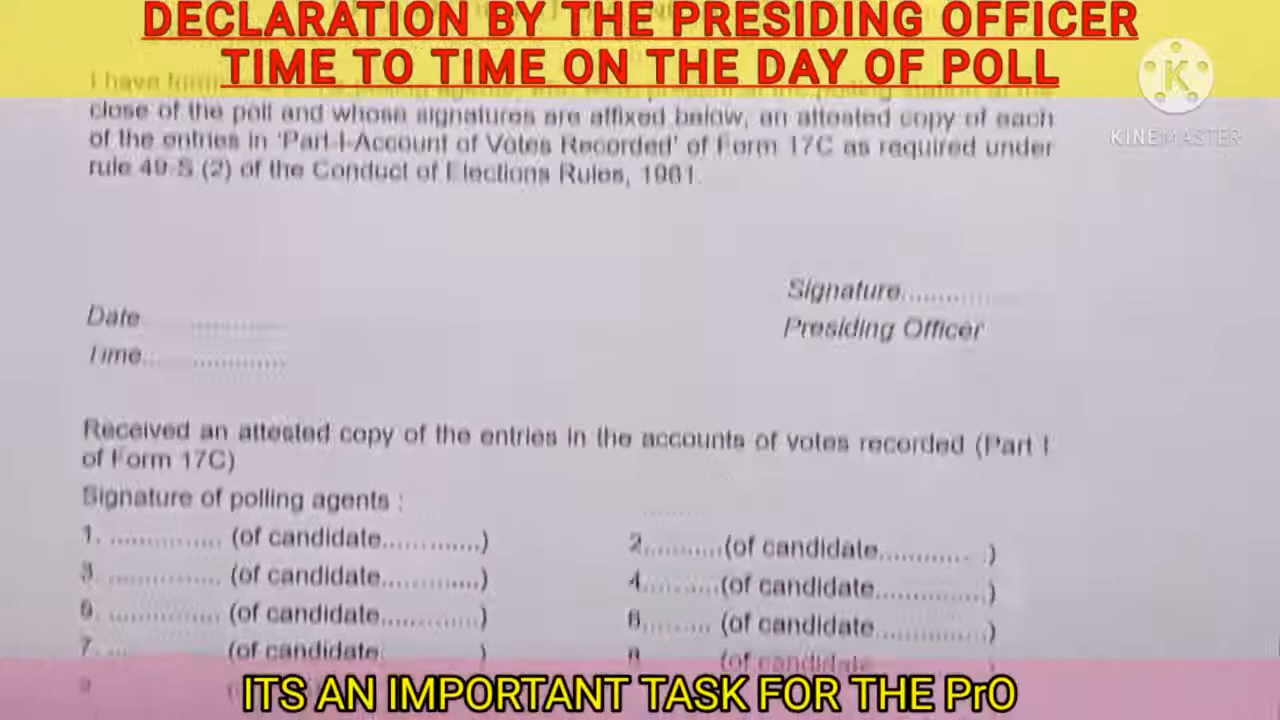 DECLARATION BY THE PRESIDING OFFICER
TIME TO TIME ON THE DAY OF POLL
K
KINEMASTER
I have
close of the poll and whose signatures are affixed below, an attested copy of each
of the entries in 'Part-I-Account of Votes Recorded' of Form 17C as required under
rule 49-S (2) of the Conduct of Elections Rules, 1961.
Signature..............
Date......................
Presiding Officer
Time......................
Received an attested copy of the entries in the accounts of votes recorded (Part I
of Form 17C)
Signature of polling agents :
1. ............... (of candidate.............)
2...........(of candidate..............)
3. ............... (of candidate.............)
4..........(of candidate...............)
5. ............... (of candidate.............)
6......... (of candidate...............)
7. ... (of candidate )
8 (of candidate
9
ITS AN IMPORTANT TASK FOR THE PrO